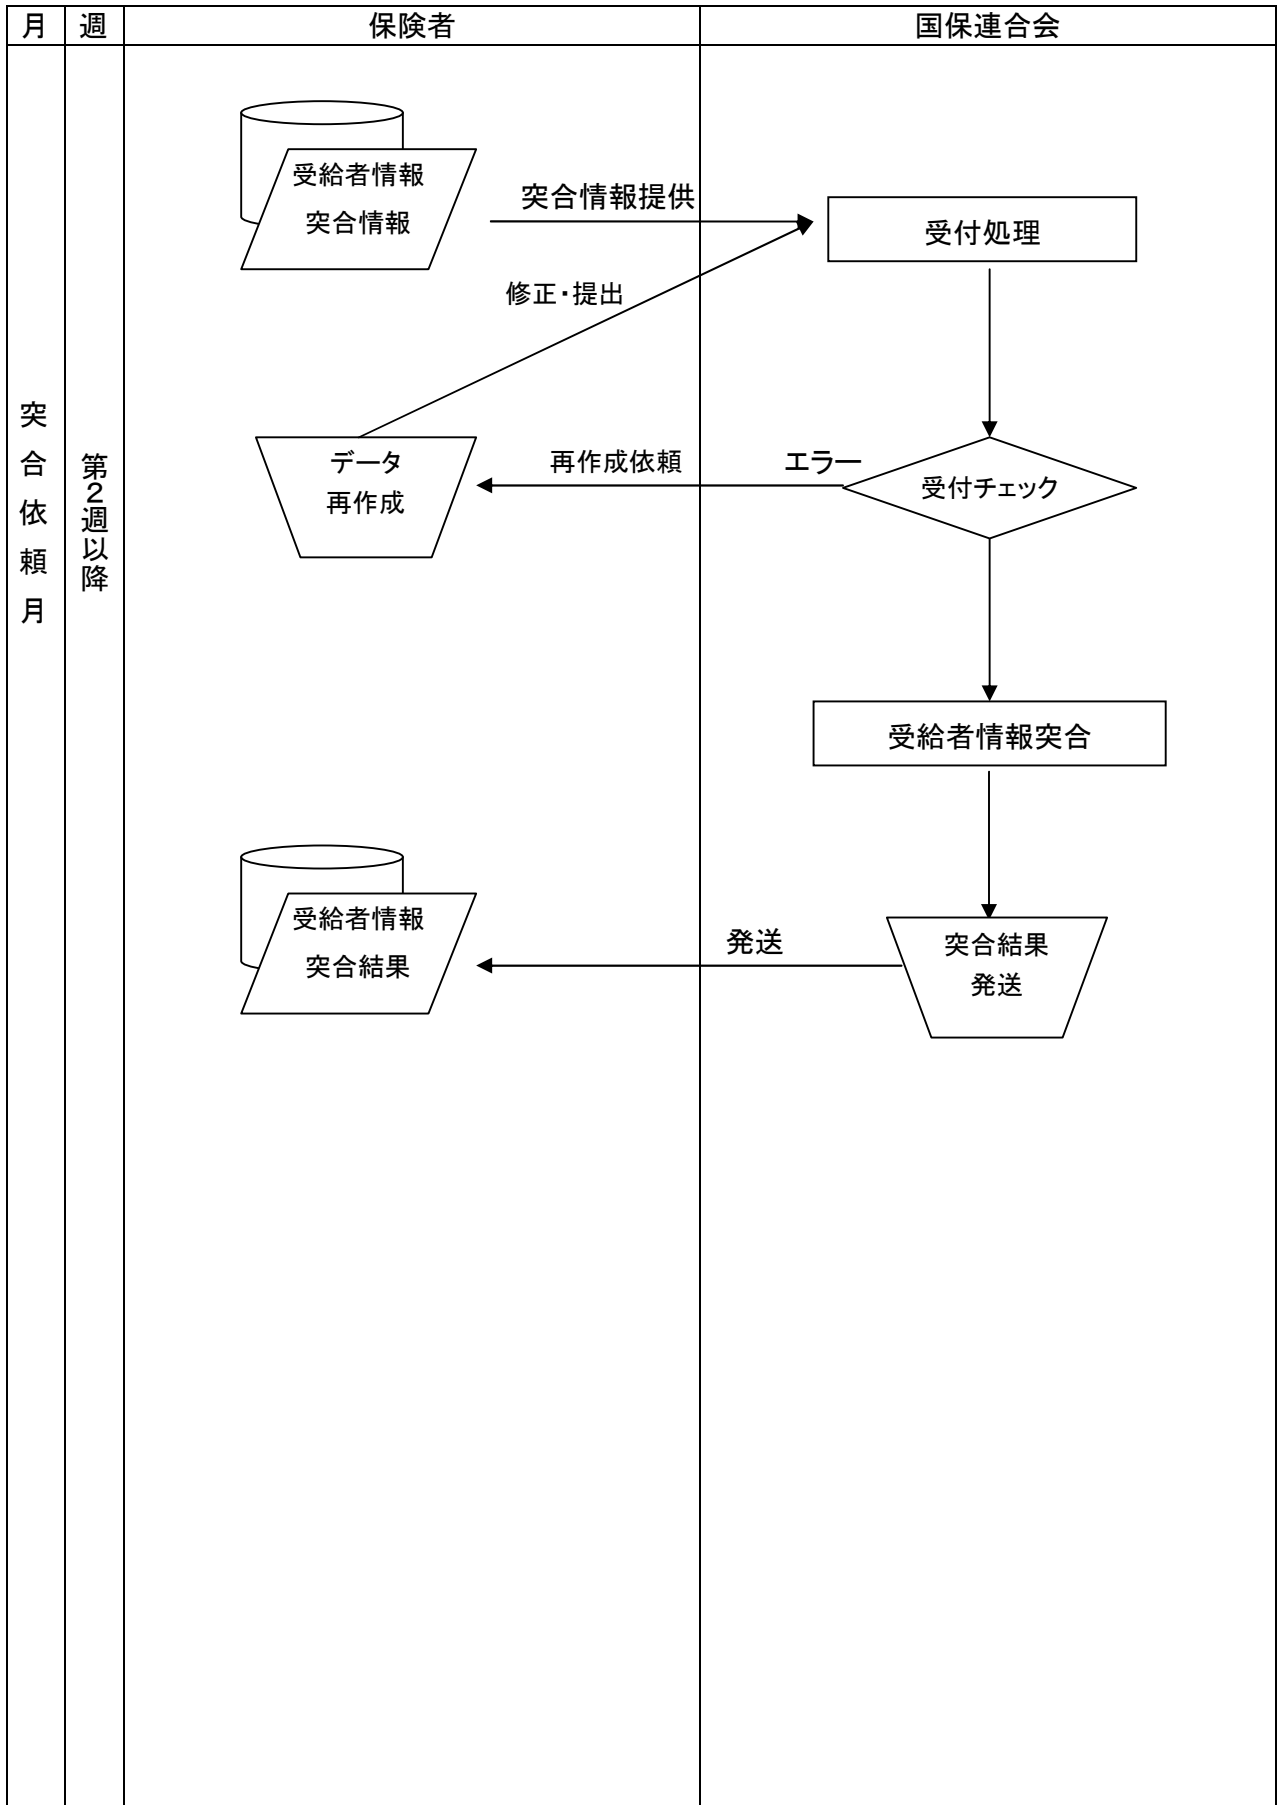 月 週 保険者 国保連合会
受給者情報
突合情報
突合情報提供
受付処理
修正・提出
突合依頼月
第2週以降
データ
再作成
再作成依頼
エラー
受付チェック
受給者情報突合
受給者情報
突合結果
発送
突合結果
発送